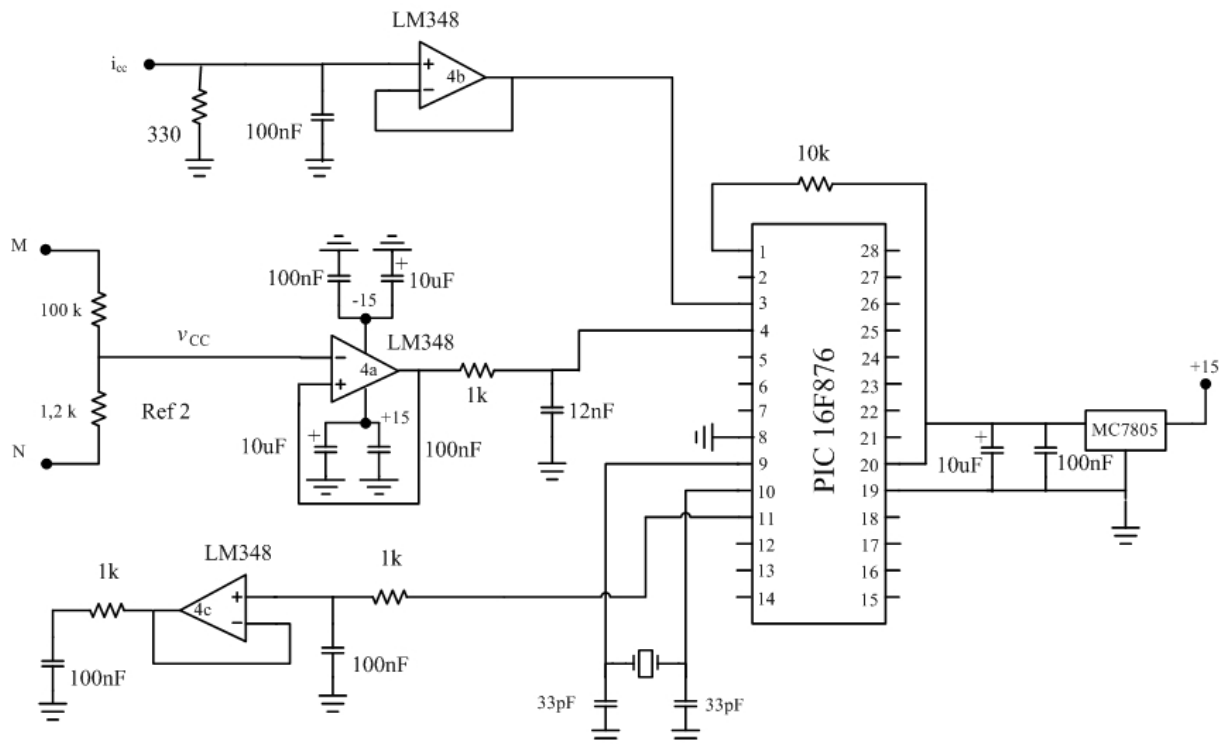 LM348
i_cc
+
4b
−
330
100nF
10k
M
100 k
v_CC
1,2 k
Ref 2
N
100nF
+
10uF
-15
LM348
−
4a
+
+15
10uF
+
100nF
1k
12nF
PIC 16F876
1
2
3
4
5
6
7
8
9
10
11
12
13
14
28
27
26
25
24
23
22
21
20
19
18
17
16
15
+15
MC7805
+
10uF
100nF
LM348
1k
4c
+
−
1k
100nF
100nF
33pF
33pF